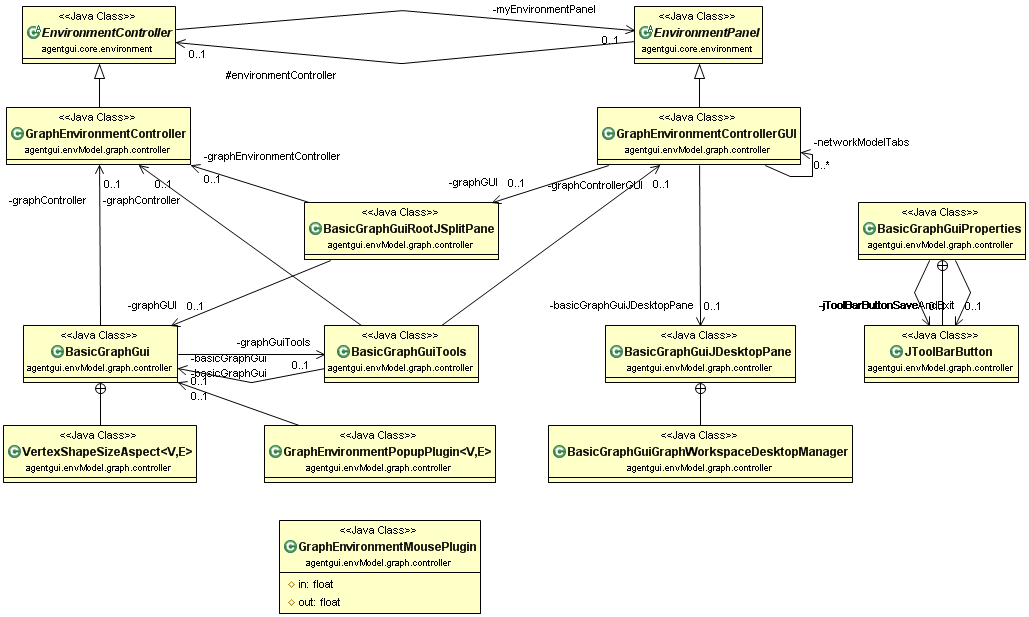 <<Java Class>>
EnvironmentController
agentgui.core.environment
-myEnvironmentPanel
0..1
<<Java Class>>
EnvironmentPanel
agentgui.core.environment
0..1
#environmentController
<<Java Class>>
GraphEnvironmentController
agentgui.envModel.graph.controller
<<Java Class>>
GraphEnvironmentControllerGUI
agentgui.envModel.graph.controller
-networkModelTabs
0..*
-graphEnvironmentController
0..1
-graphGUI
0..1
-graphControllerGUI
0..1
0..1
-graphController
0..1
-graphController
<<Java Class>>
BasicGraphGuiRootJSplitPane
agentgui.envModel.graph.controller
<<Java Class>>
BasicGraphGuiProperties
agentgui.envModel.graph.controller
-graphGUI
0..1
-basicGraphGuiJDesktopPane
0..1
-jToolBarButtonSaveAndExit
0..1
<<Java Class>>
BasicGraphGui
agentgui.envModel.graph.controller
-graphGuiTools
0..1
-basicGraphGui
0..1
-basicGraphGui
0..1
<<Java Class>>
BasicGraphGuiTools
agentgui.envModel.graph.controller
<<Java Class>>
BasicGraphGuiJDesktopPane
agentgui.envModel.graph.controller
<<Java Class>>
JToolBarButton
agentgui.envModel.graph.controller
<<Java Class>>
VertexShapeSizeAspect<V,E>
agentgui.envModel.graph.controller
<<Java Class>>
GraphEnvironmentPopupPlugin<V,E>
agentgui.envModel.graph.controller
<<Java Class>>
BasicGraphGuiGraphWorkspaceDesktopManager
agentgui.envModel.graph.controller
<<Java Class>>
GraphEnvironmentMousePlugin
agentgui.envModel.graph.controller
in: float
out: float